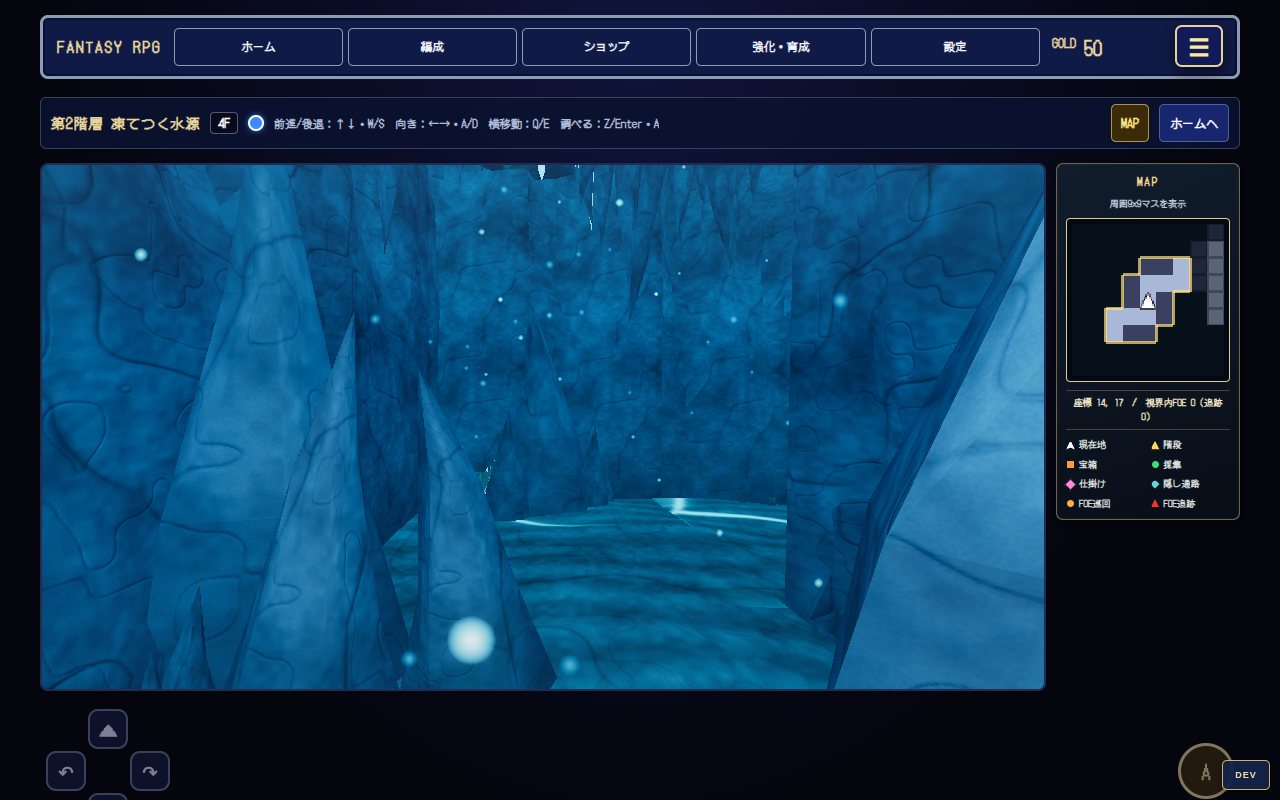 FANTASY RPG ホーム 編成 ショップ 強化・育成 設定 GOLD 50
第2階層 凍てつく水源 4F 前進/後退：↑↓・W/S 向き：←→・A/D 横移動：Q/E 調べる：Z/Enter・A MAP ホームへ
MAP
周囲9x9マスを表示
座標 14, 17 / 視界内FOE 0（追跡
0）
現在地 階段
宝箱 採集
仕掛け 隠し通路
FOE巡回 FOE追跡
A DEV